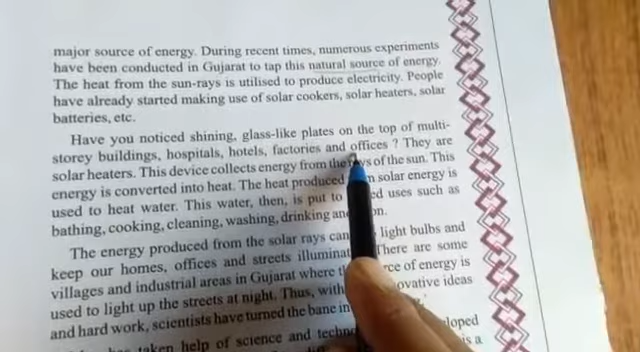 major source of energy. During recent times, numerous experiments
have been conducted in Gujarat to tap this natural source of energy.
The heat from the sun-rays is utilised to produce electricity. People
have already started making use of solar cookers, solar heaters, solar
batteries, etc.
Have you noticed shining, glass-like plates on the top of multi-
storey buildings, hospitals, hotels, factories and offices ? They are
solar heaters. This device collects energy from the rays of the sun. This
energy is converted into heat. The heat produced solar energy is
used to heat water. This water, then, is put to uses such as
bathing, cooking, cleaning, washing, drinking
The energy produced from the solar rays can light bulbs and
keep our homes, offices and streets There are some
villages and industrial areas in Gujarat where of energy is
used to light up the streets at night. Thus, ideas
and hard work, scientists have turned the bane
taken help of science and
is a